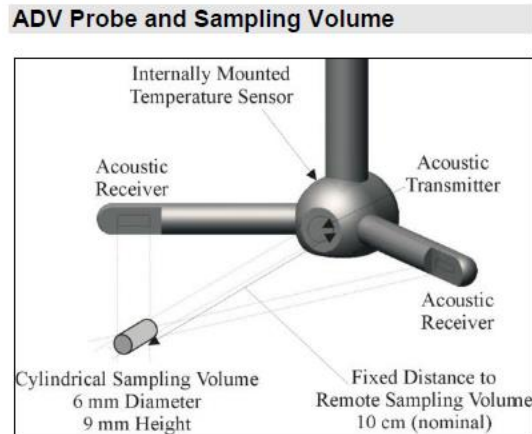 ADV Probe and Sampling Volume
Internally Mounted
Temperature Sensor
Acoustic
Receiver
Acoustic
Transmitter
Acoustic
Receiver
Cylindrical Sampling Volume
6 mm Diameter
9 mm Height
Fixed Distance to
Remote Sampling Volume
10 cm (nominal)